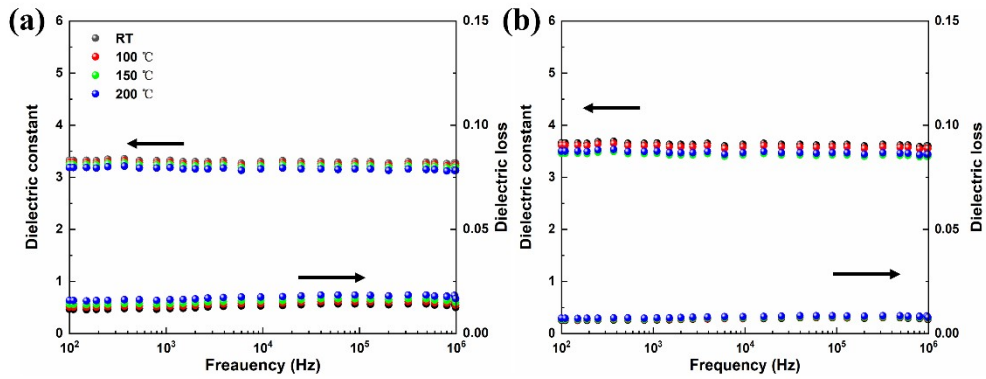 (a)
Dielectric constant
6
5
4
3
2
1
0
RT
100 ℃
150 ℃
200 ℃
0.15
0.10
0.05
0.00
Dielectric loss
10² 10³ 10⁴ 10⁵ 10⁶
Freauency (Hz)
(b)
Dielectric constant
6
5
4
3
2
1
0
0.15
0.10
0.05
0.00
Dielectric loss
10² 10³ 10⁴ 10⁵ 10⁶
Frequency (Hz)